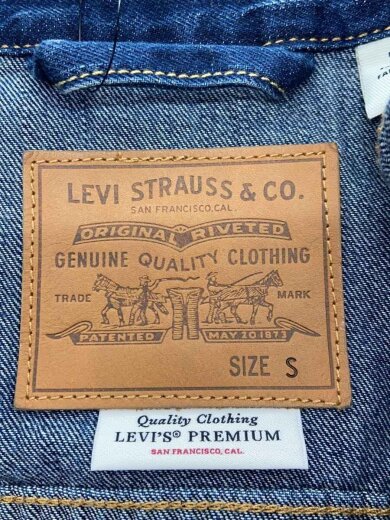 LEVI STRAUSS & CO.
SAN FRANCISCO, CAL.
ORIGINAL RIVETED
GENUINE QUALITY CLOTHING
TRADE MARK
PATENTED MAY 20 1873
SIZE S
Quality Clothing
LEVI'S® PREMIUM
SAN FRANCISCO, CAL.